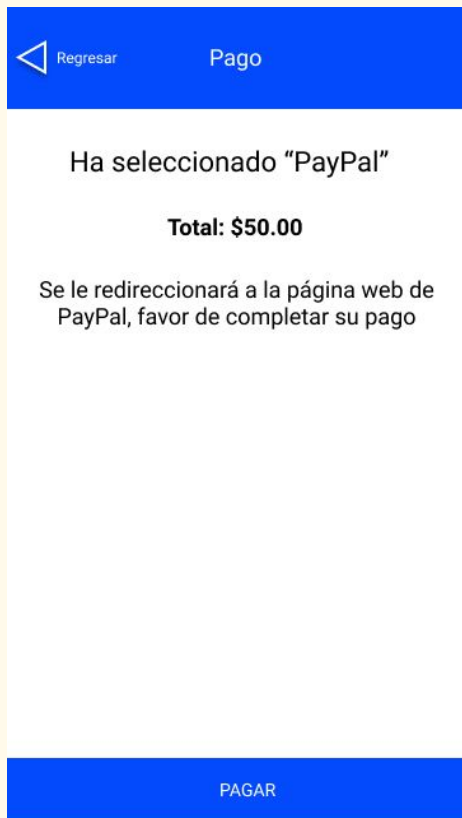 Regresar
Pago
Ha seleccionado “PayPal”
Total: $50.00
Se le redireccionará a la página web de
PayPal, favor de completar su pago
PAGAR